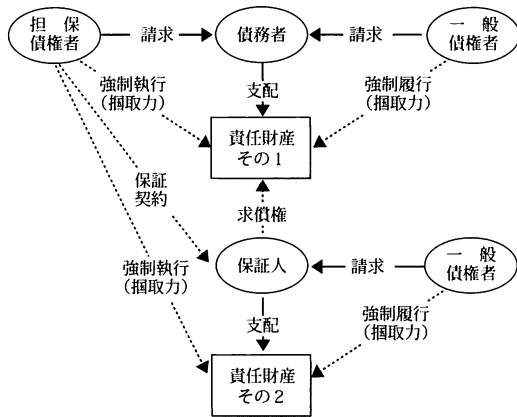 担　保
債権者
請求
債務者
請求
一　般
債権者
強制執行
（掴取力）
支配
強制履行
（掴取力）
責任財産
その１
保証
契約
求償権
強制執行
（掴取力）
保証人
請求
一　般
債権者
支配
強制履行
（掴取力）
責任財産
その２